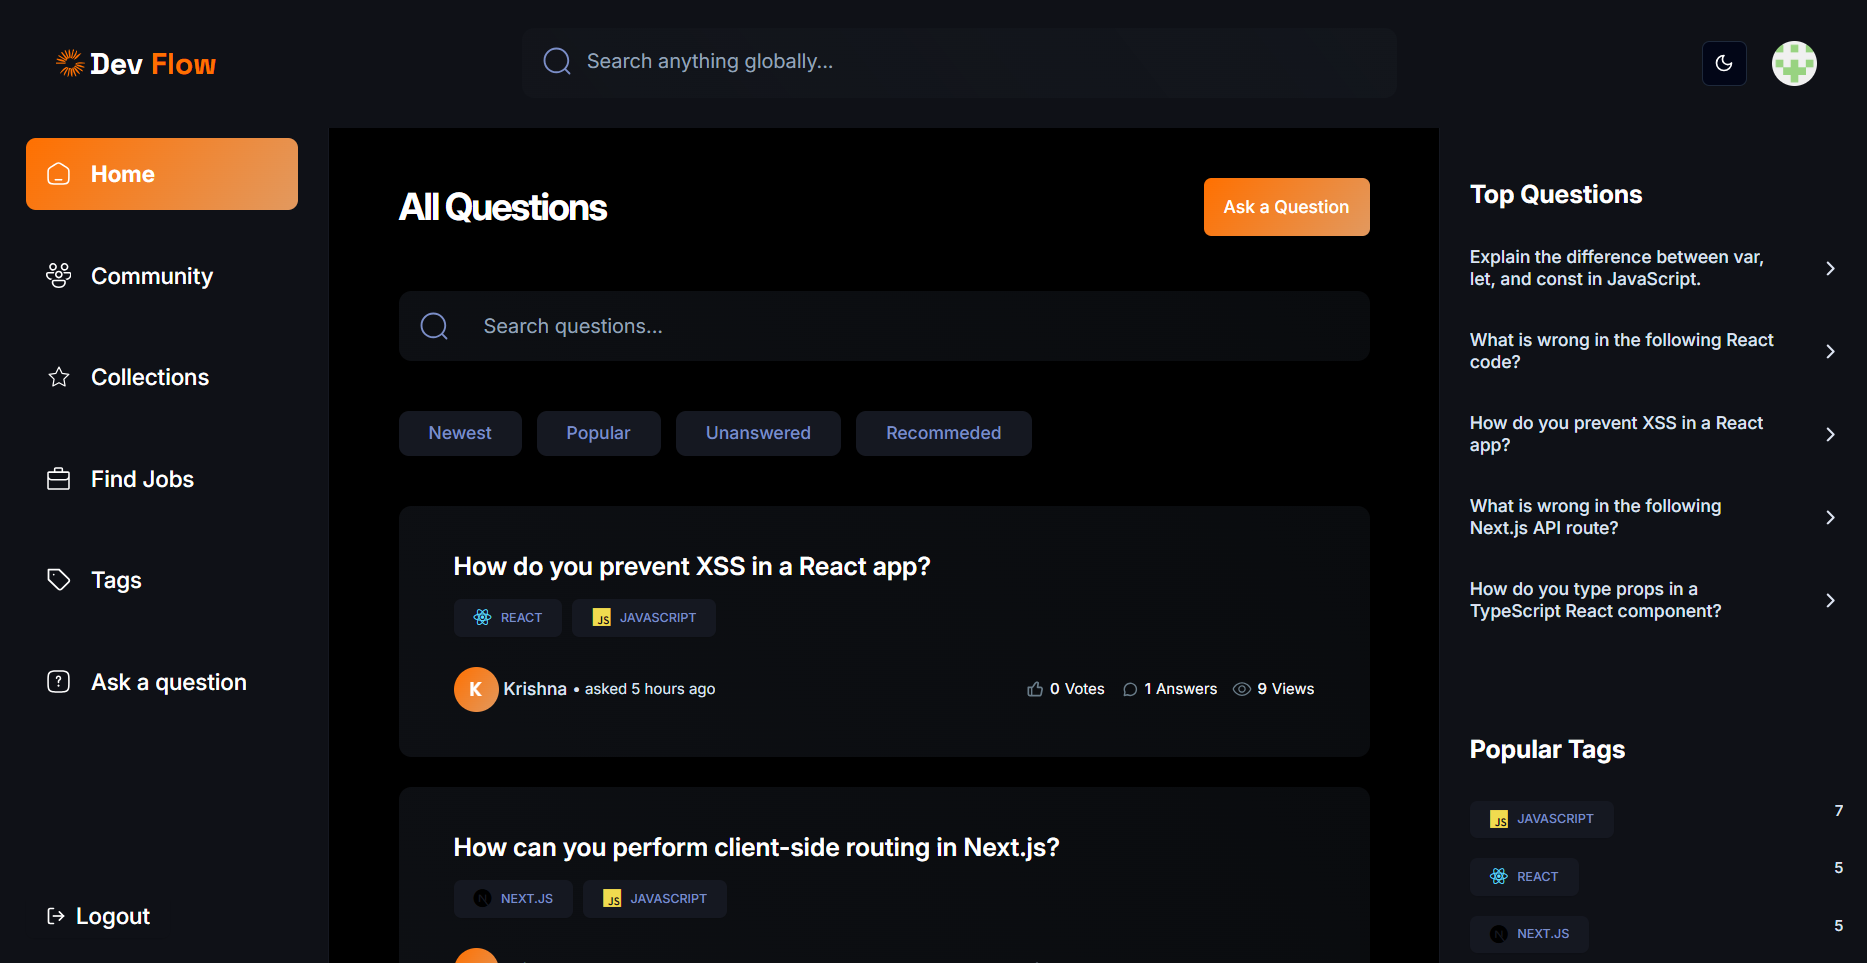 Dev Flow
Search anything globally...
Home
Community
Collections
Find Jobs
Tags
Ask a question
Logout
All Questions
Ask a Question
Search questions...
Newest
Popular
Unanswered
Recommeded
How do you prevent XSS in a React app?
REACT
JS JAVASCRIPT
K Krishna • asked 5 hours ago
0 Votes
1 Answers
9 Views
How can you perform client-side routing in Next.js?
N NEXT.JS
JS JAVASCRIPT
Top Questions
Explain the difference between var,
let, and const in JavaScript.
What is wrong in the following React
code?
How do you prevent XSS in a React
app?
What is wrong in the following
Next.js API route?
How do you type props in a
TypeScript React component?
Popular Tags
JS JAVASCRIPT 7
REACT 5
N NEXT.JS 5